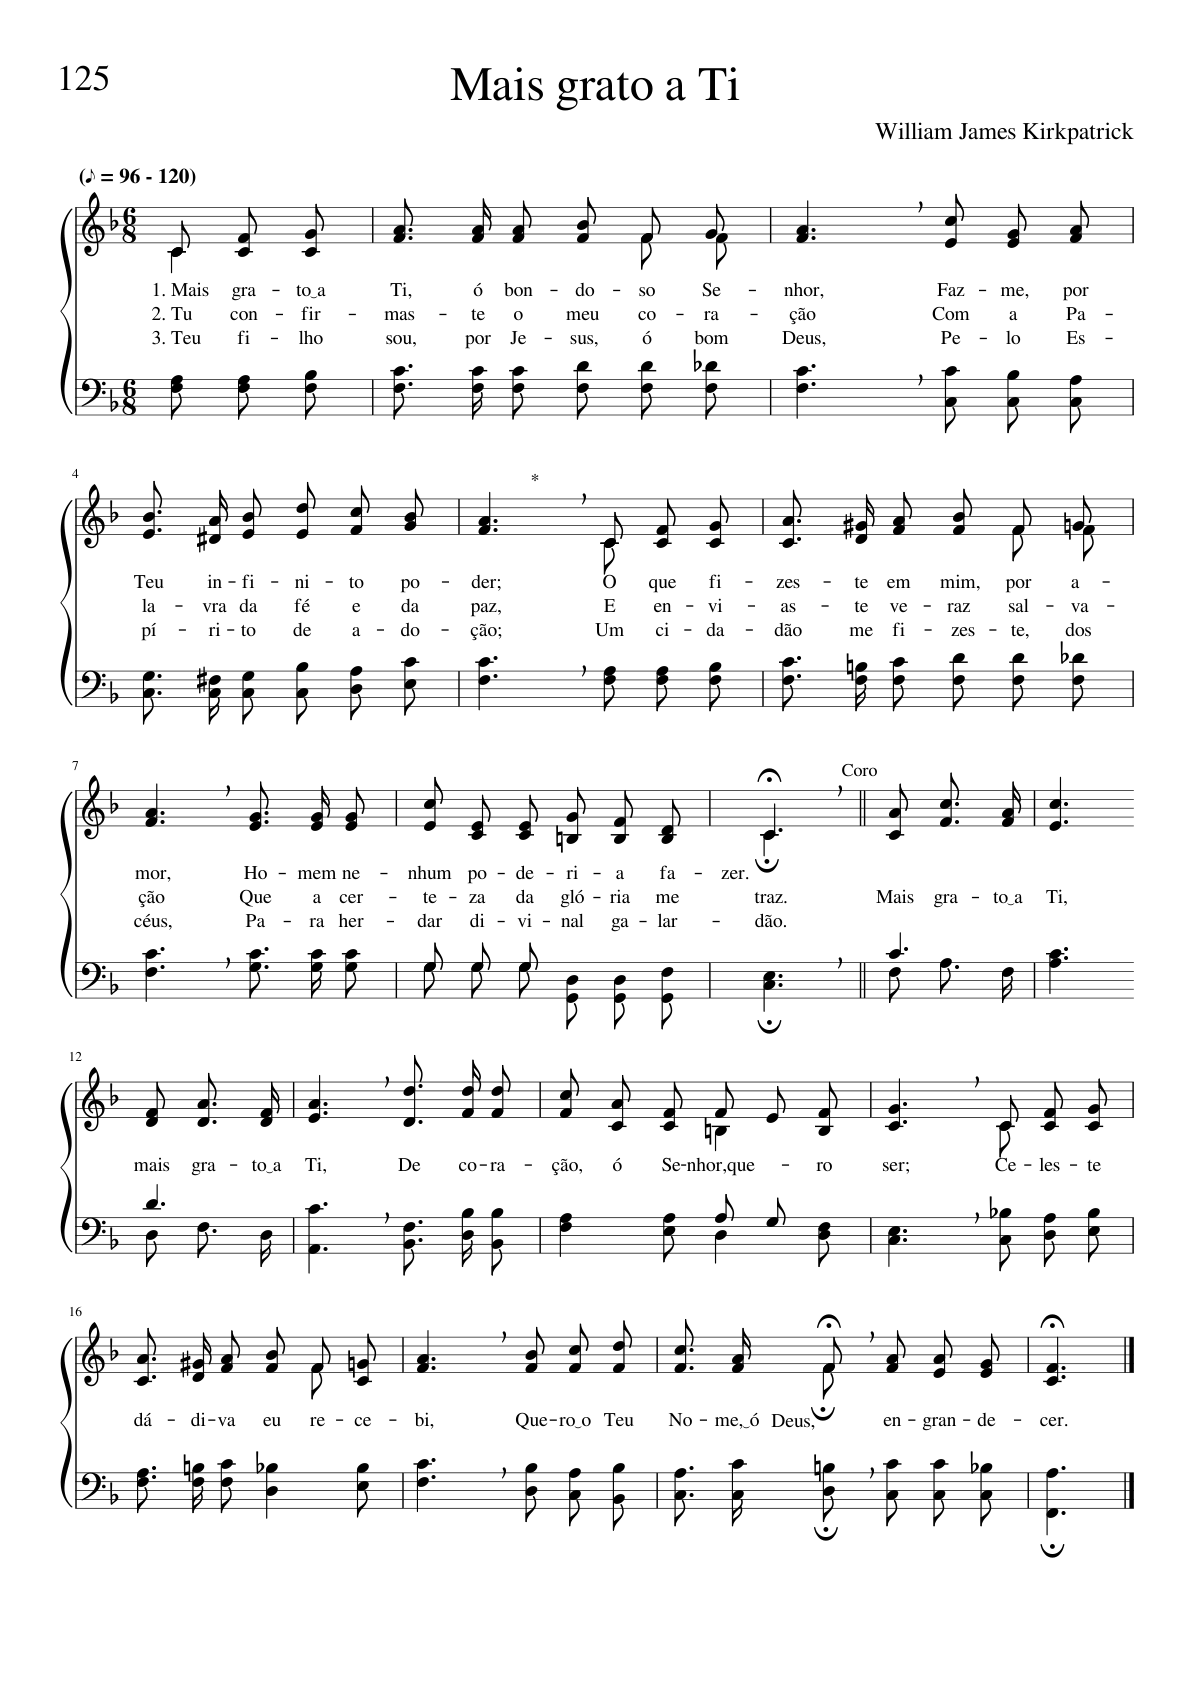 125
Mais grato a Ti
William James Kirkpatrick
(♪ = 96 - 120)
1. Mais gra - to‿a Ti, ó bon - do - so Se - nhor, Faz - me, por
2. Tu con - fir - mas - te o meu co - ra - ção Com a Pa -
3. Teu fi - lho sou, por Je - sus, ó bom Deus, Pe - lo Es -
4
*
Teu in - fi - ni - to po - der; O que fi - zes - te em mim, por a -
la - vra da fé e da paz, E en - vi - as - te ve - raz sal - va -
pí - ri - to de a - do - ção; Um ci - da - dão me fi - zes - te, dos
7
Coro
mor, Ho - mem ne - nhum po - de - ri - a fa - zer.
ção Que a cer - te - za da gló - ria me traz. Mais gra - to‿a Ti,
céus, Pa - ra her - dar di - vi - nal ga - lar - dão.
12
mais gra - to‿a Ti, De co - ra - ção, ó Se - nhor,que - ro ser; Ce - les - te
16
dá - di - va eu re - ce - bi, Que - ro‿o Teu No - me,‿ó Deus, en - gran - de - cer.